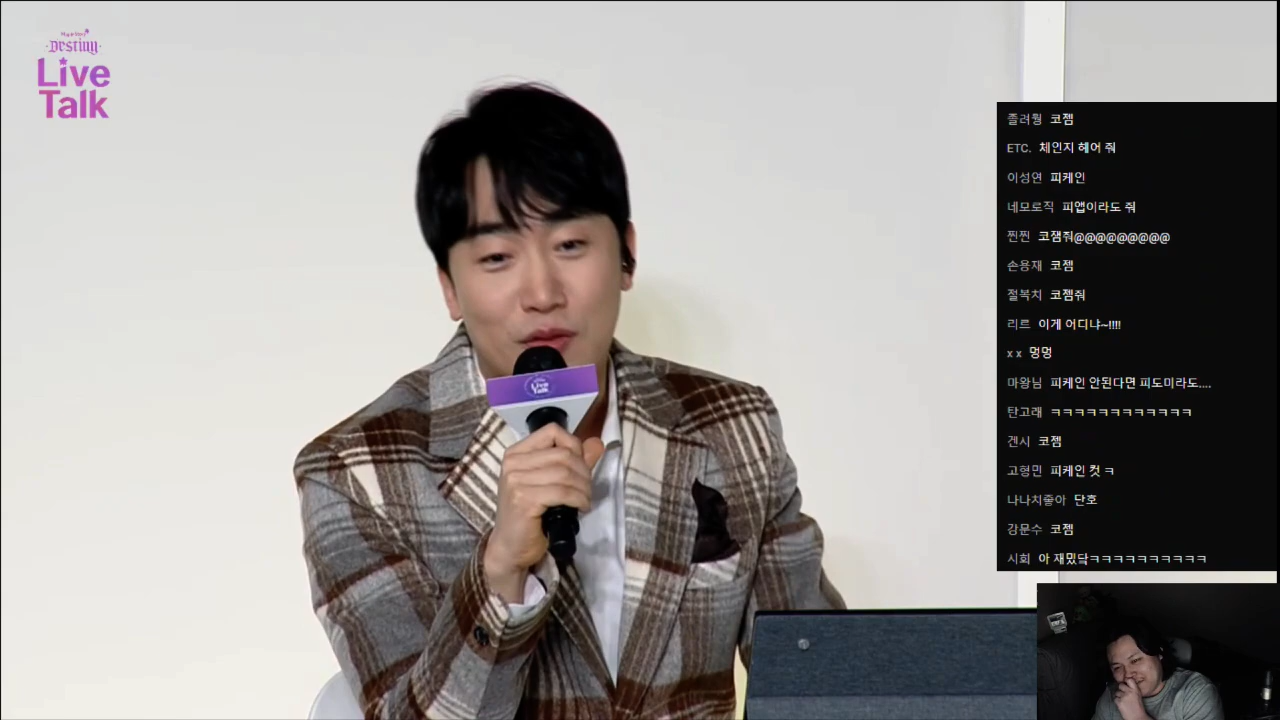 Destiny
Live
Talk
졸려웡 코젬
ETC. 체인지 헤어 줘
이성연 피케인
네모로직 피앱이라도 줘
찐찐 코잼줘@@@@@@@@@
손용재 코젬
절복치 코젬줘
리르 이게 어디냐~!!!!
x x 멍멍
마왕님 피케인 안된다면 피도미라도....
탄고래 ㅋㅋㅋㅋㅋㅋㅋㅋㅋㅋㅋㅋ
겐시 코젬
고형민 피케인 컷 ㅋ
나나치좋아 단호
강문수 코젬
시회 아 재밌닼ㅋㅋㅋㅋㅋㅋㅋㅋㅋㅋ
Live
Talk